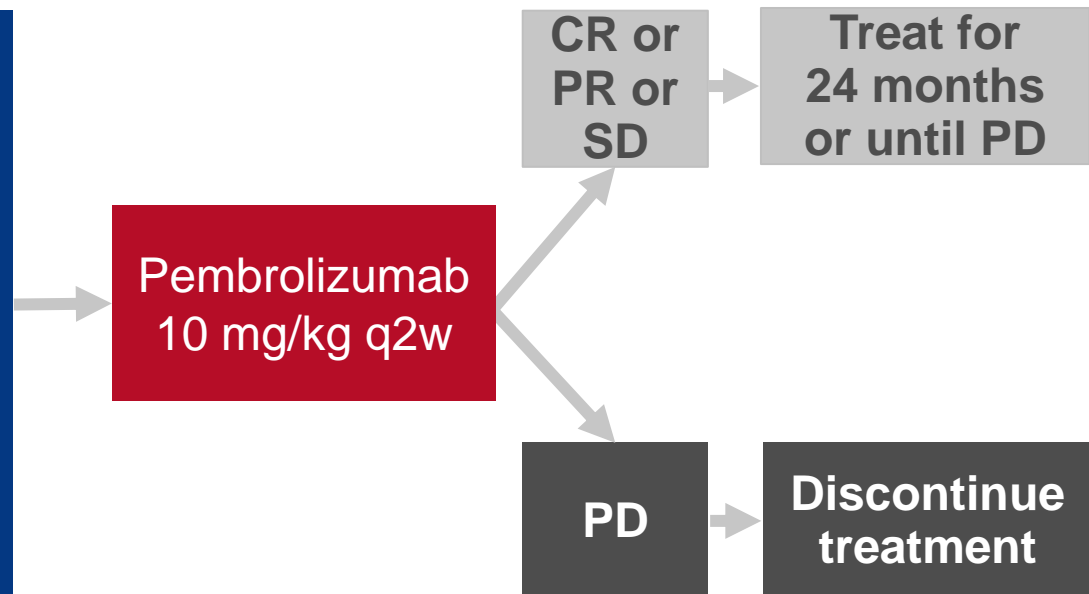 CR or
PR or
SD
Treat for
24 months
or until PD
Pembrolizumab
10 mg/kg q2w
PD
Discontinue
treatment